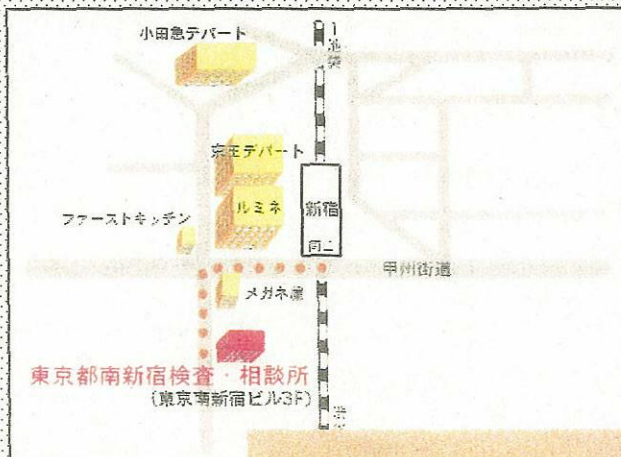 小田急デパート
京王デパート
ルミネ
新宿
南口
ファーストキッチン
甲州街道
メガネ屋
東京都南新宿検査・相談所
(東京南新宿ビル3F)